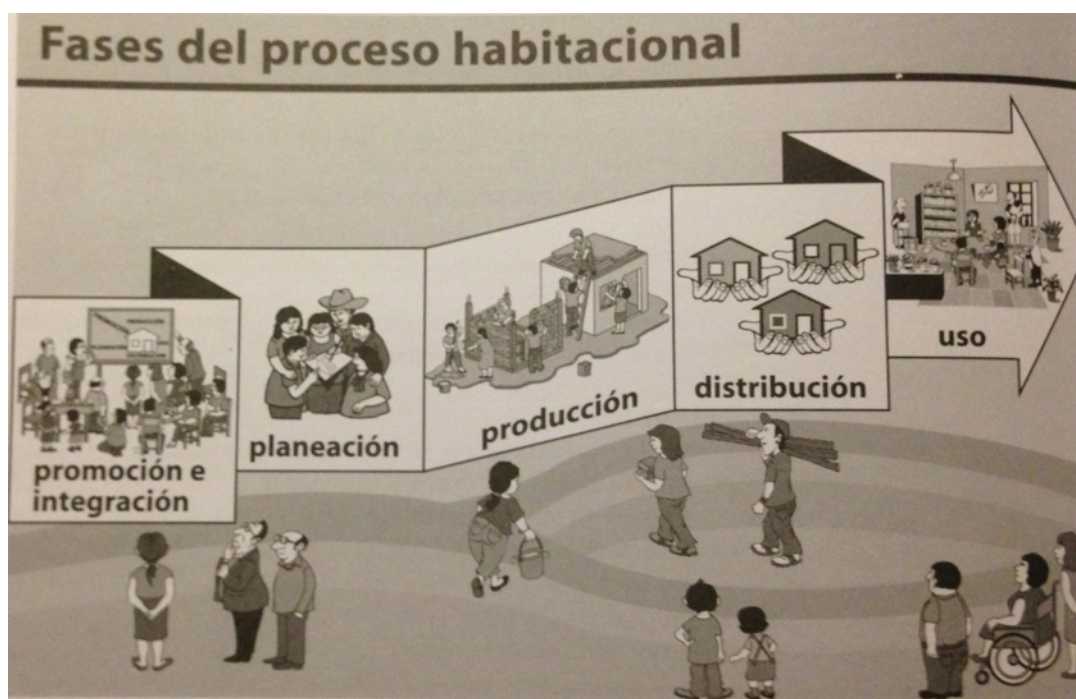 Fases del proceso habitacional
promoción e
integración
planeación
producción
distribución
uso